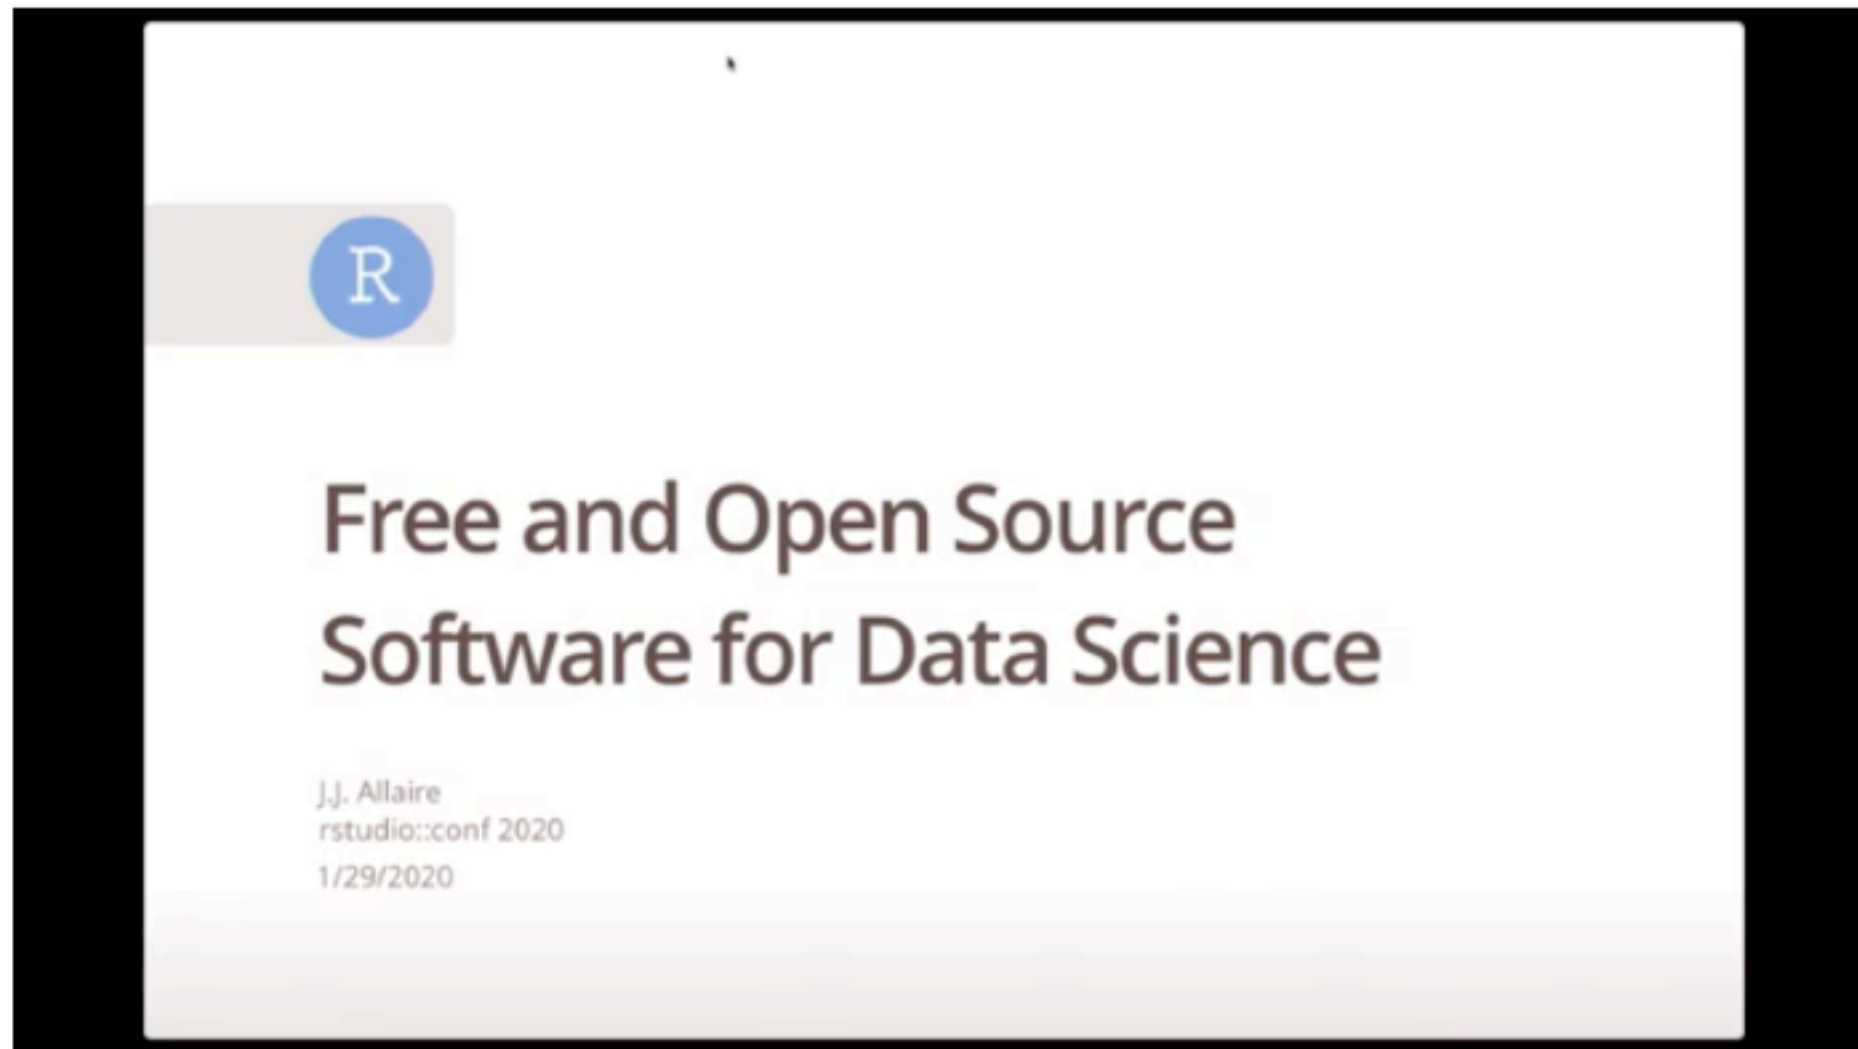 R
Free and Open Source
Software for Data Science
J.J. Allaire
rstudio::conf 2020
1/29/2020